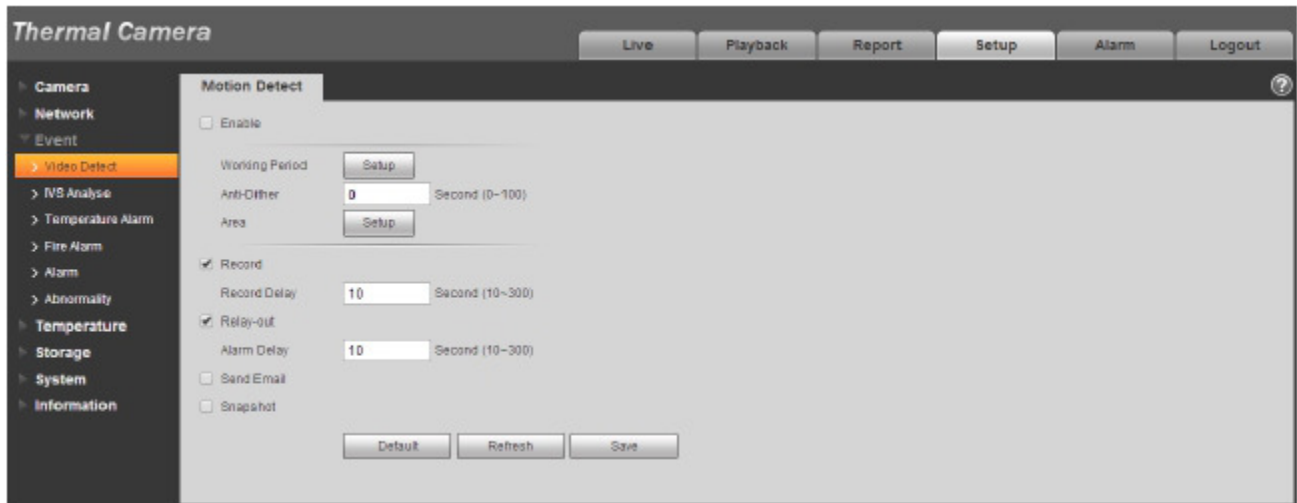 Thermal Camera
Live Playback Report Setup Alarm Logout
Camera
Network
Event
Video Detect
IVS Analyse
Temperature Alarm
Fire Alarm
Alarm
Abnormality
Temperature
Storage
System
Information
Motion Detect ?
Enable
Working Period Setup
Anti-Dither 0 Second (0~100)
Area Setup
Record
Record Delay 10 Second (10~300)
Relay-out
Alarm Delay 10 Second (10~300)
Send Email
Snapshot
Default Refresh Save